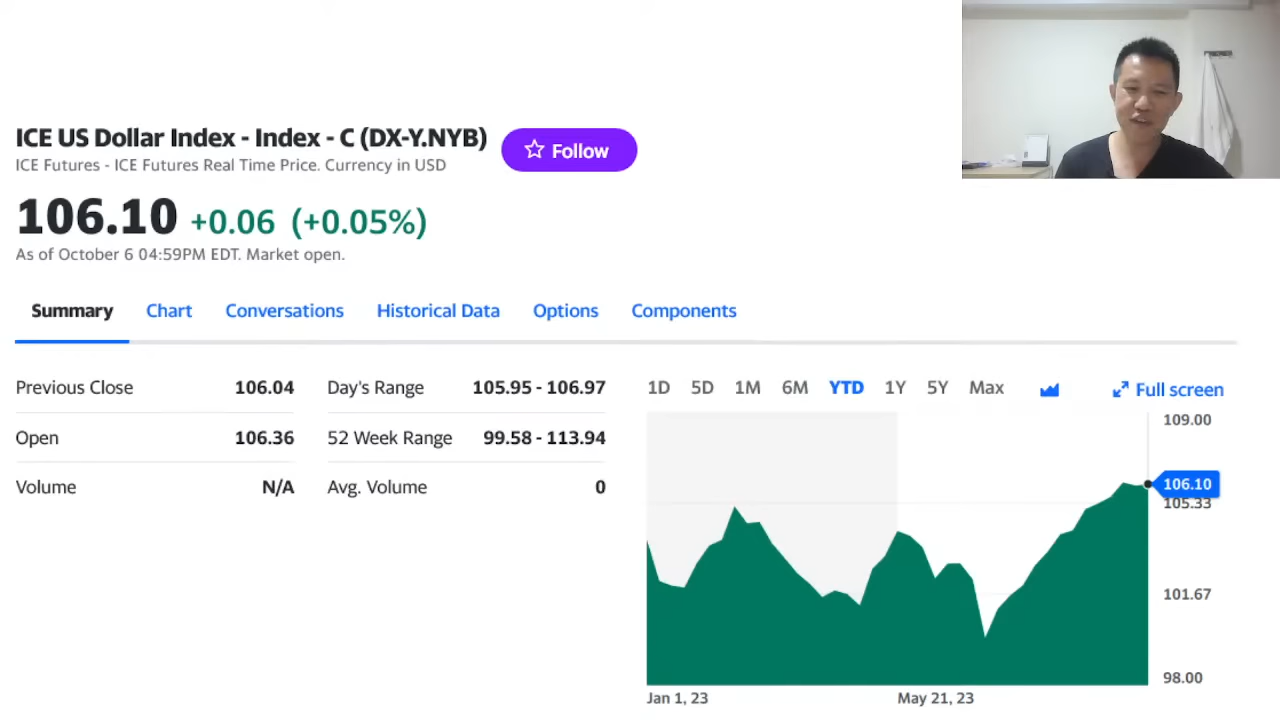 ICE US Dollar Index - Index - C (DX-Y.NYB)
Follow
ICE Futures - ICE Futures Real Time Price. Currency in USD
106.10 +0.06 (+0.05%)
As of October 6 04:59PM EDT. Market open.
Summary Chart Conversations Historical Data Options Components
Previous Close 106.04
Open 106.36
Volume N/A
Day's Range 105.95 - 106.97
52 Week Range 99.58 - 113.94
Avg. Volume 0
1D 5D 1M 6M YTD 1Y 5Y Max Full screen
109.00
106.10
105.33
101.67
98.00
Jan 1, 23 May 21, 23